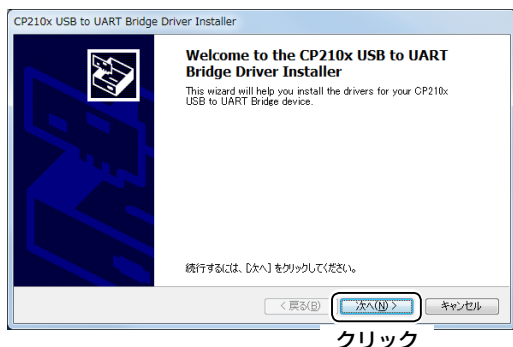 CP210x USB to UART Bridge Driver Installer
Welcome to the CP210x USB to UART
Bridge Driver Installer
This wizard will help you install the drivers for your CP210x
USB to UART Bridge device.
続行するには、[次へ] をクリックしてください。
< 戻る(B)
次へ(N) >
キャンセル
クリック